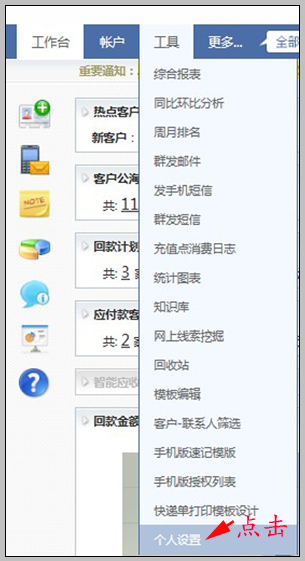 工作台 帐户 工具 更多... 全部
重要通知：
热点客户
新客户：
客户公海
共: 11
回款计划
共: 3
应付款客
共: 2
智能应收
回款金额
NOTE
综合报表
同比环比分析
周月排名
群发邮件
发手机短信
群发短信
充值点消费日志
统计图表
知识库
网上线索挖掘
回收站
模板编辑
客户-联系人筛选
手机版速记模版
手机版授权列表
快递单打印模板设计
个人设置 点击